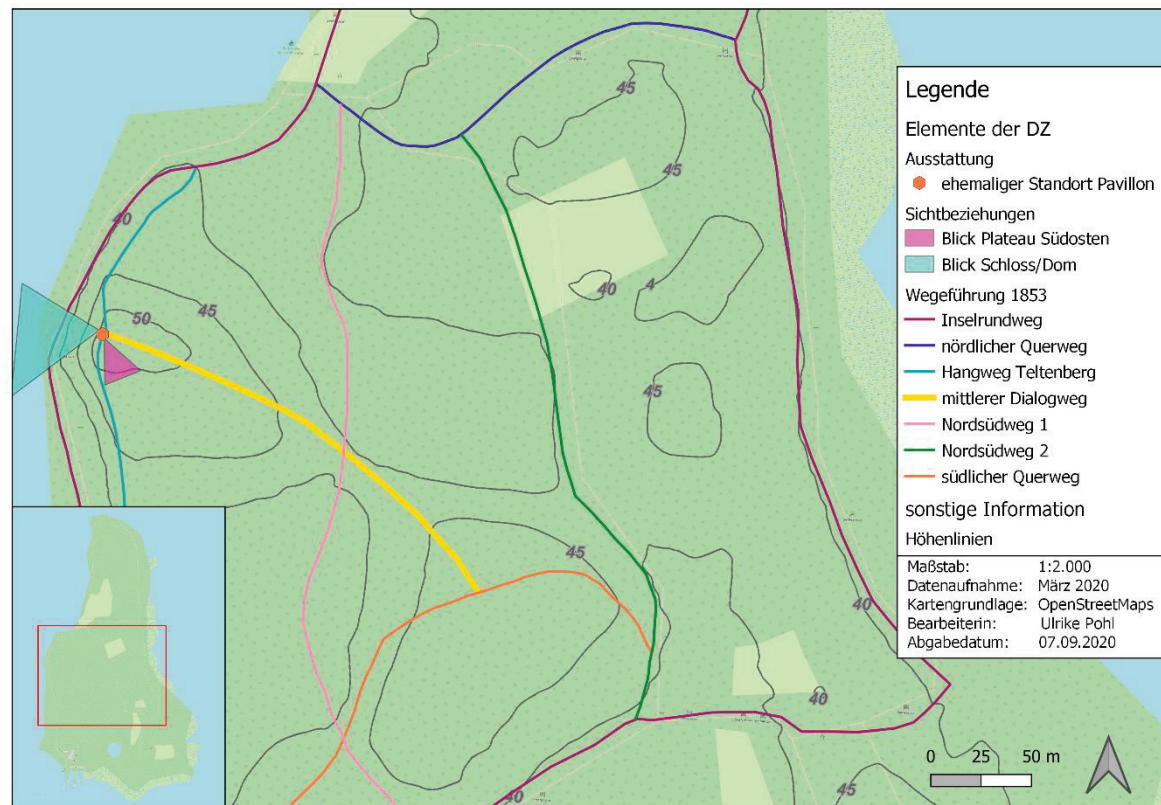 Legende
Elemente der DZ
Ausstattung
ehemaliger Standort Pavillon
Sichtbeziehungen
Blick Plateau Südosten
Blick Schloss/Dom
Wegeführung 1853
Inselrundweg
nördlicher Querweg
Hangweg Teltenberg
mittlerer Dialogweg
Nordsüdweg 1
Nordsüdweg 2
südlicher Querweg
sonstige Information
Höhenlinien
Maßstab: 1:2.000
Datenaufnahme: März 2020
Kartengrundlage: OpenStreetMaps
Bearbeiterin: Ulrike Pohl
Abgabedatum: 07.09.2020
45
45
40
40
4
45
50
45
45
40
40
40
45
0 25 50 m